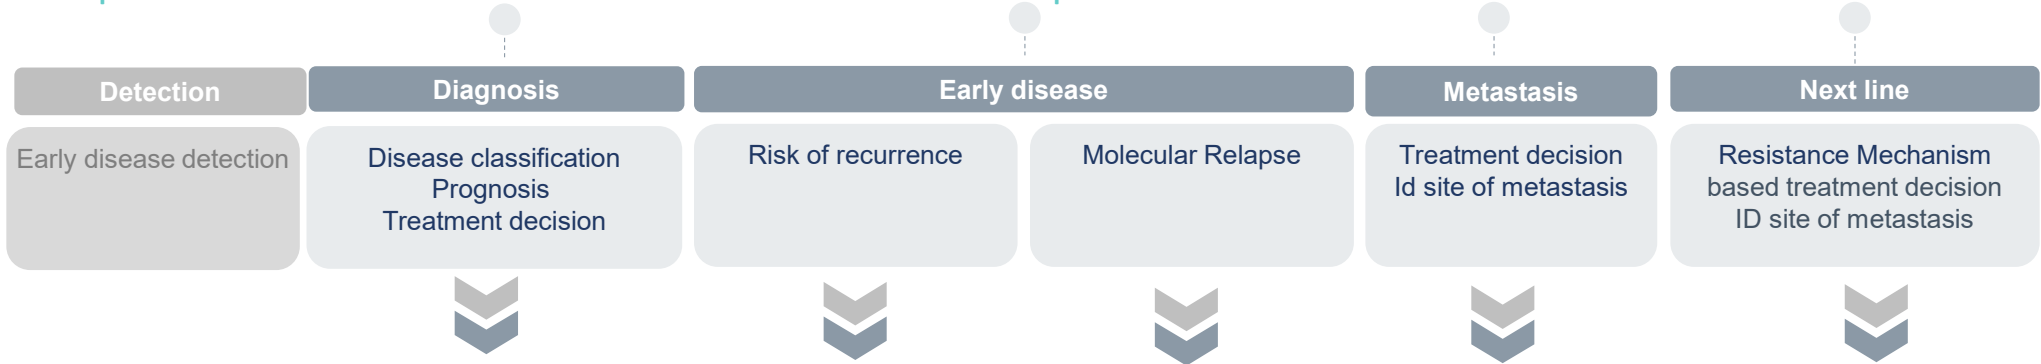 Detection
Early disease detection
Diagnosis
Disease classification
Prognosis
Treatment decision
Early disease
Risk of recurrence
Molecular Relapse
Metastasis
Treatment decision
Id site of metastasis
Next line
Resistance Mechanism
based treatment decision
ID site of metastasis